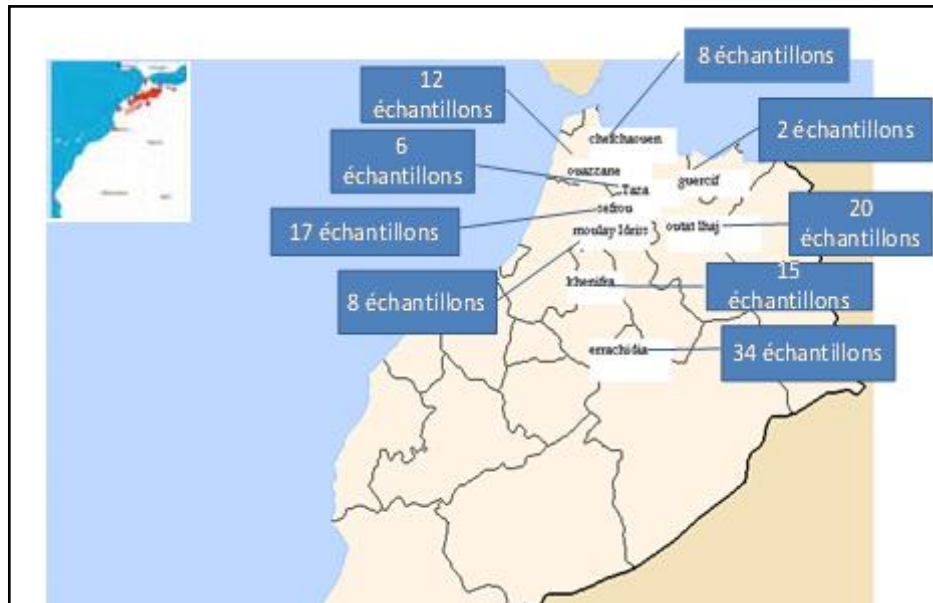 8 échantillons
12
échantillons
chefchaouen
2 échantillons
6
échantillons
ouazzane
..Taza
guercif
sefrou
17 échantillons
moulay Idriss
outat lhaj
20
échantillons
khenifra
15
échantillons
8 échantillons
errachidia
34 échantillons